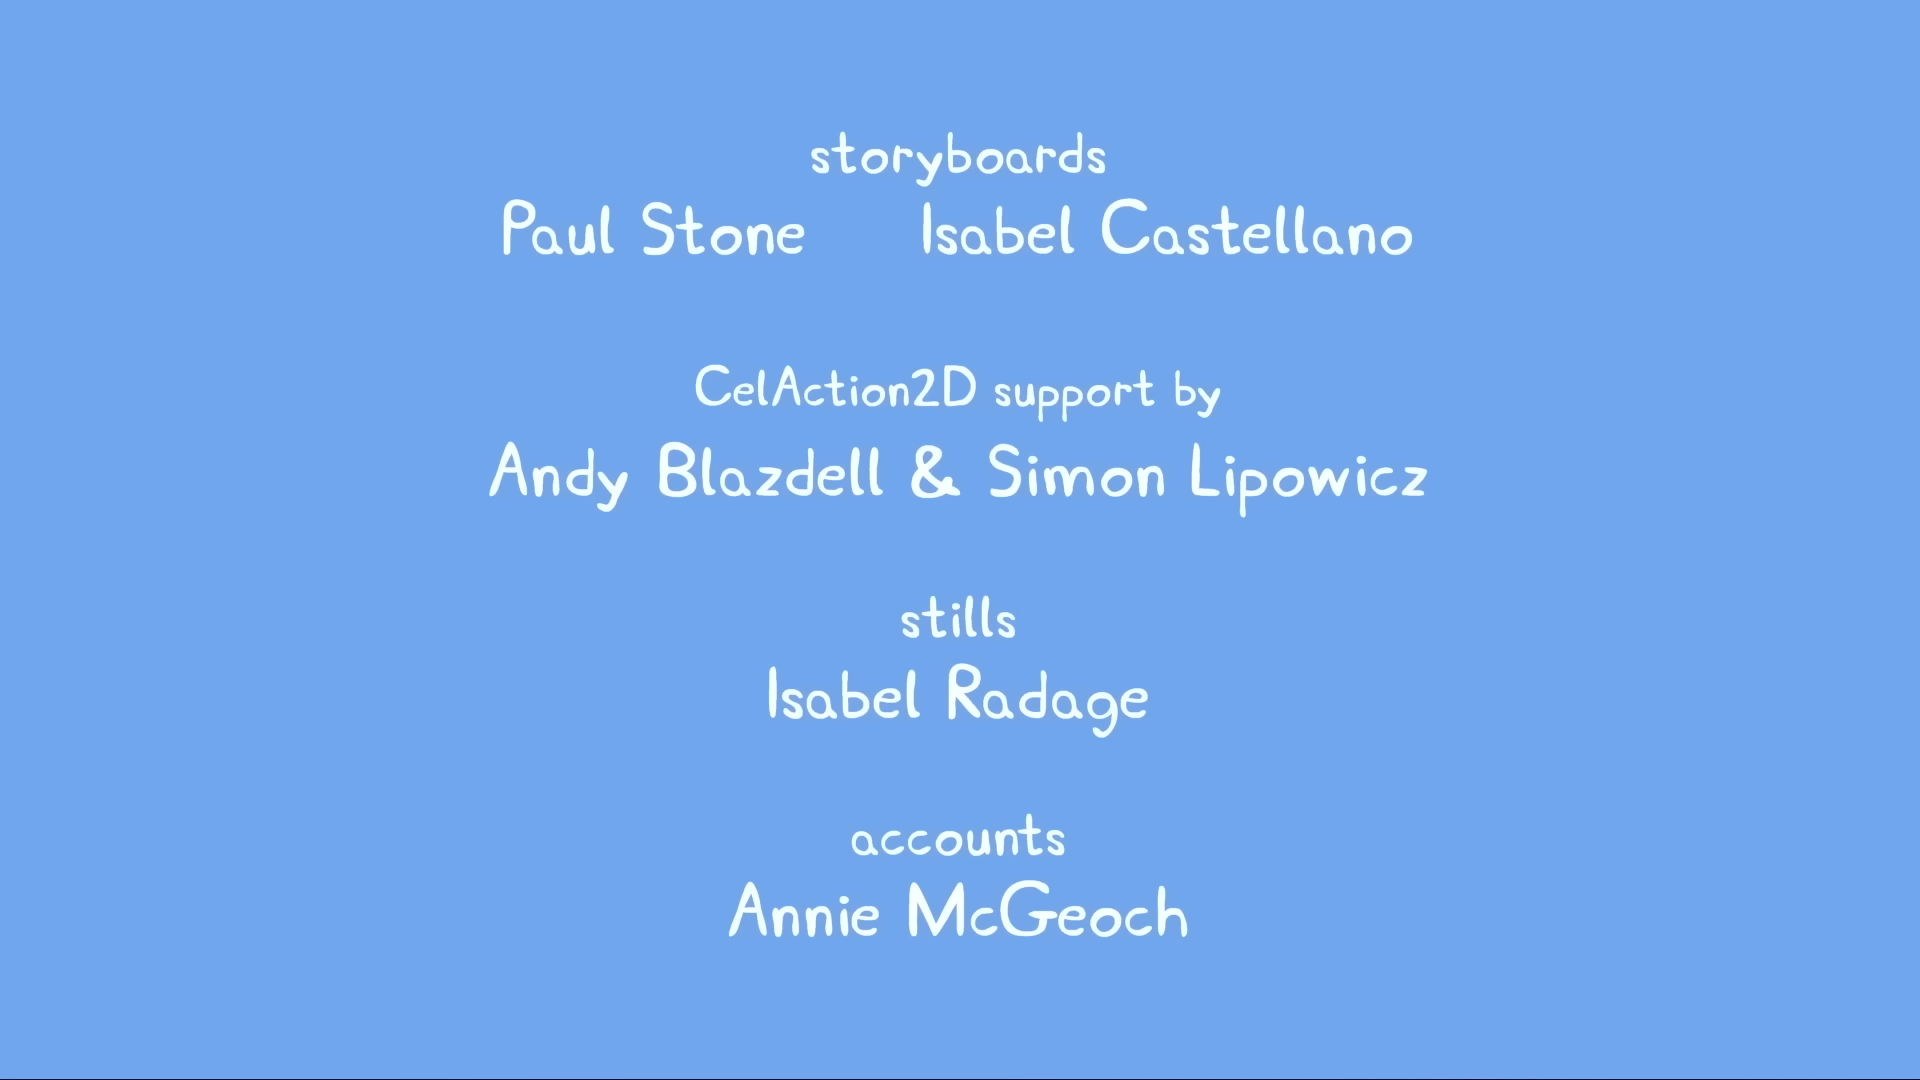 storyboards
Paul Stone Isabel Castellano
CelAction2D support by
Andy Blazdell & Simon Lipowicz
stills
Isabel Radage
accounts
Annie McGeoch